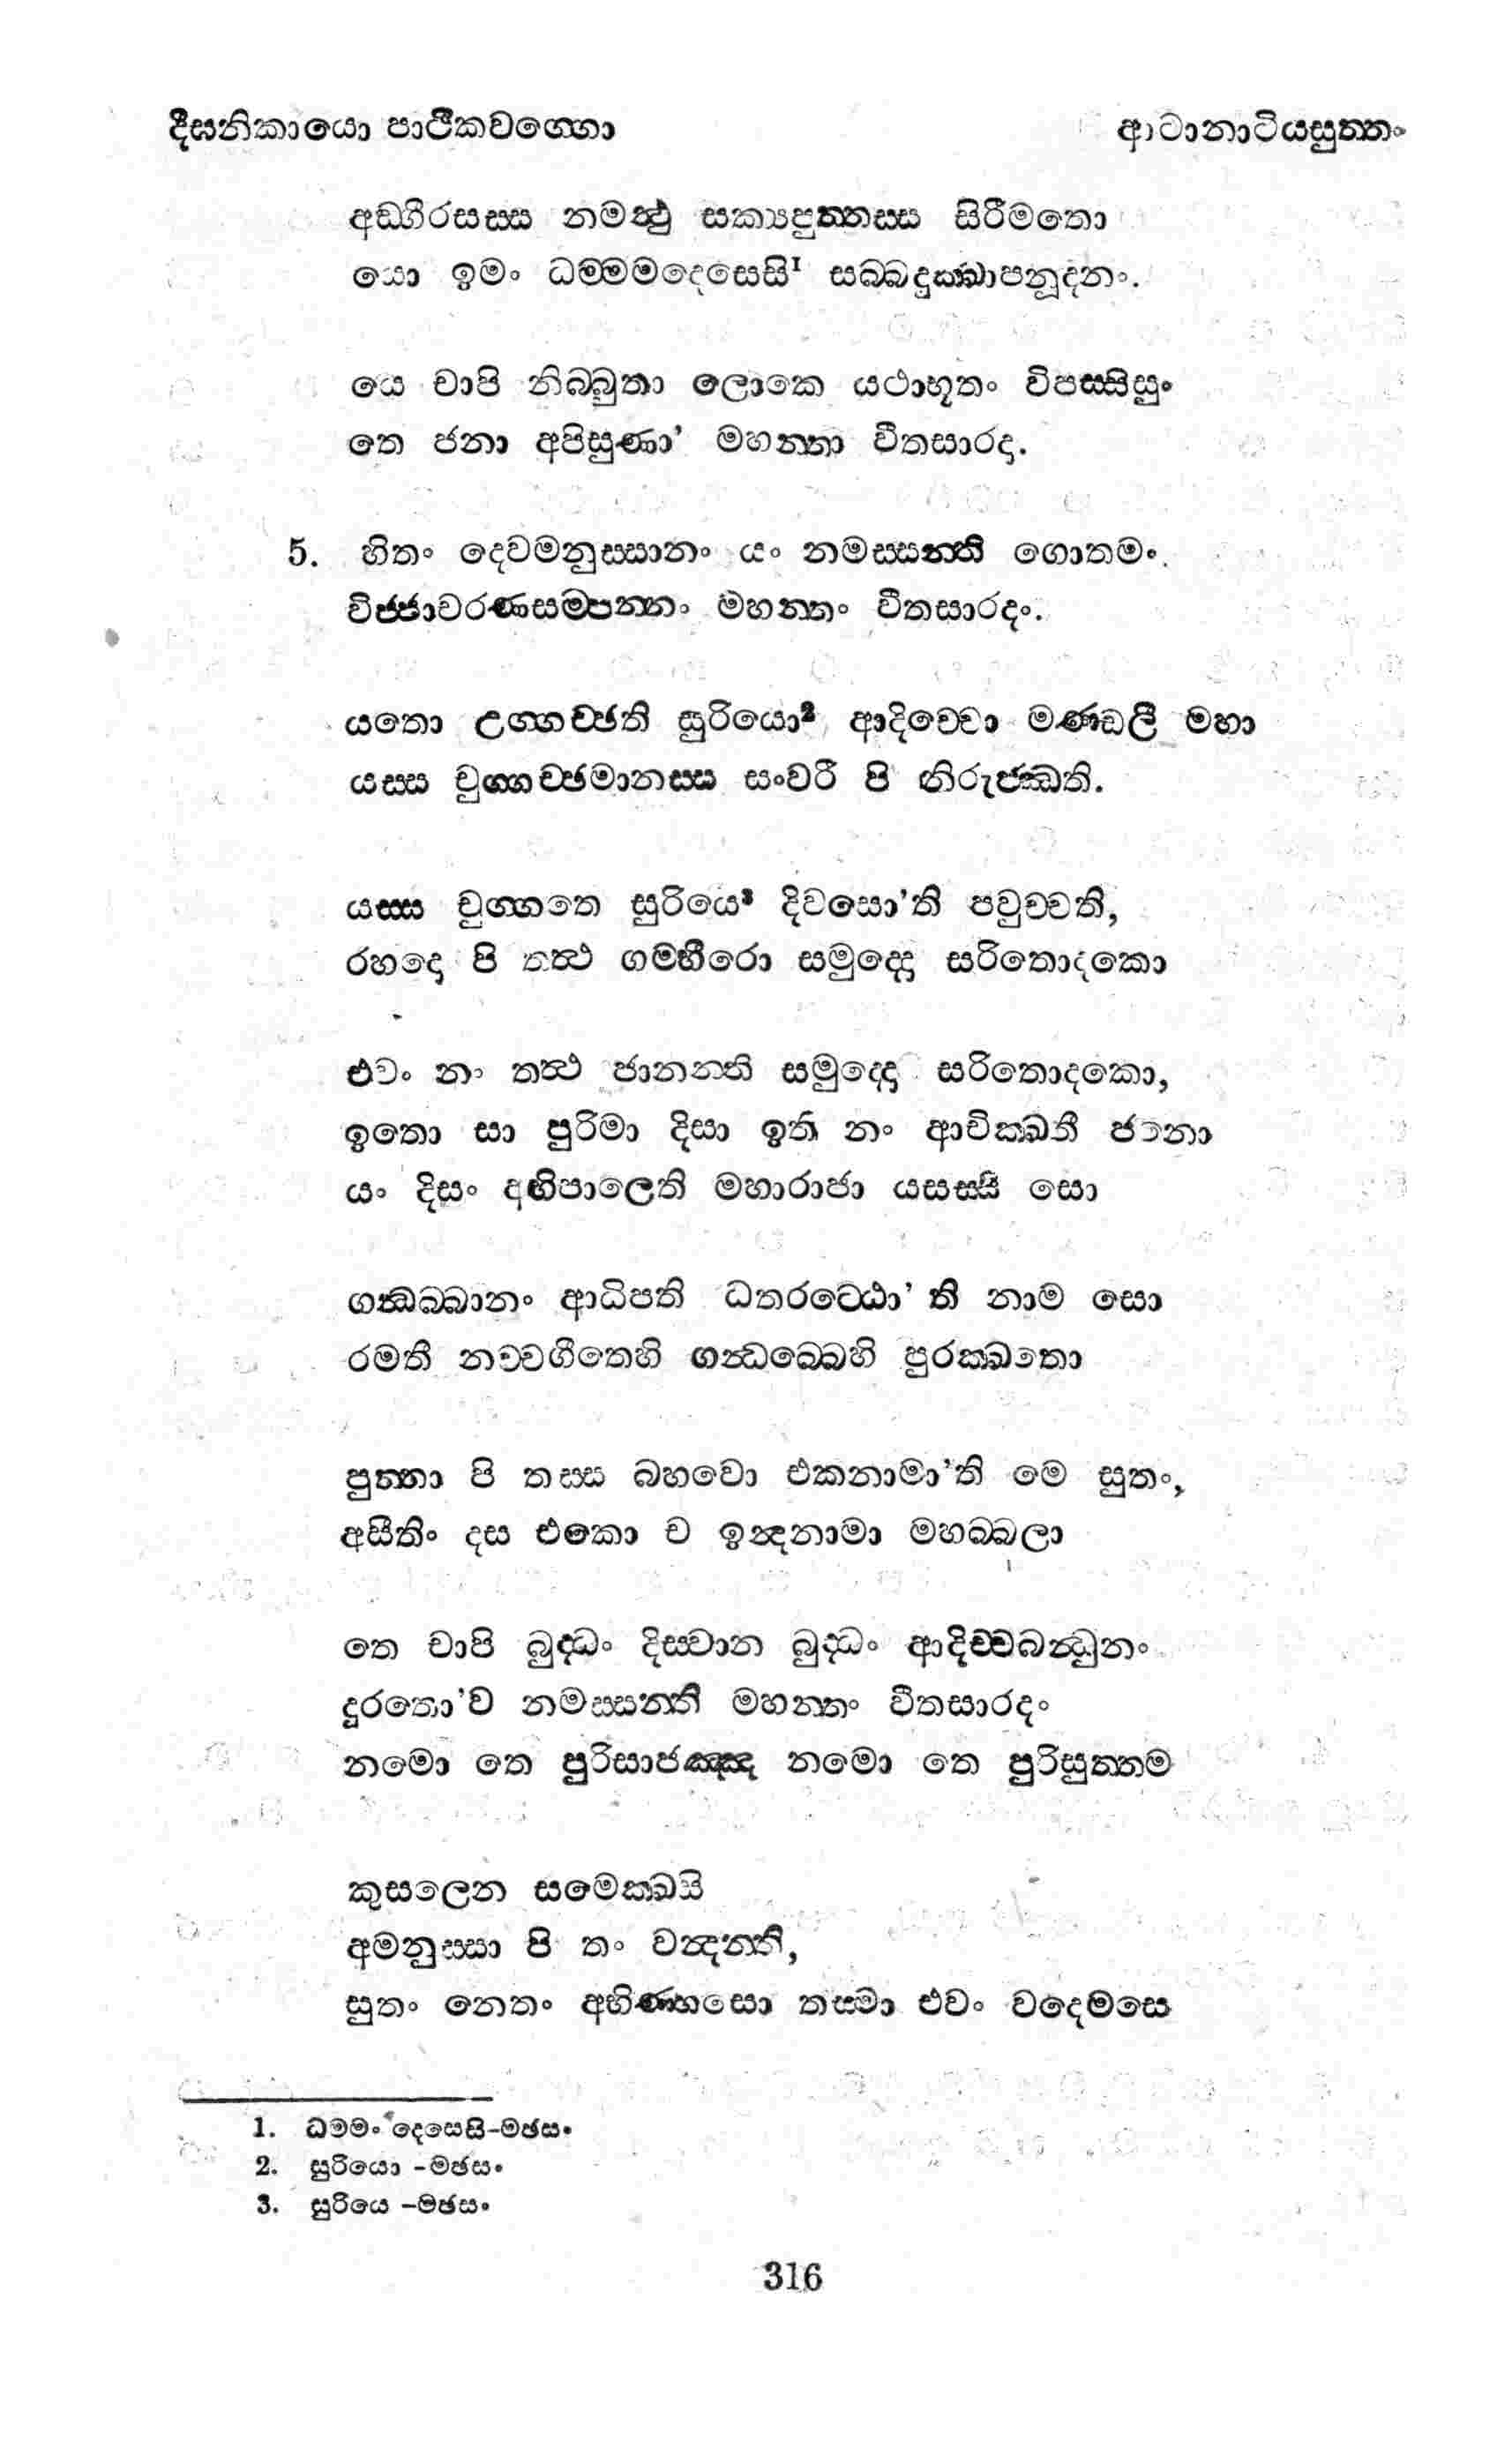 දීඝනිකායො පාථිකවග්ගො ආටානාටියසුත්තං
අඞ්ගීරසස්ස නමත්ථු සක්‍යපුත්තස්ස සිරීමතො
යො ඉමං ධම්මමදෙසෙසි¹ සබ්බදුක්ඛාපනූදනං.
යෙ චාපි නිබ්බුතා ලොකෙ යථාභූතං විපස්සිසුං
තෙ ජනා අපිසුණා’ මහන්තා වීතසාරදා.
5. හිතං දෙවමනුස්සානං යං නමස්සන්ති ගොතමං.
විජ්ජාචරණසම්පන්නං මහන්තං වීතසාරදං.
යතො උග්ගච්ඡති සුරියො² ආදිච්චො මණ්ඩලී මහා
යස්ස චුග්ගච්ඡමානස්ස සංවරී පි නිරුජ්ඣති.
යස්ස චුග්ගතෙ සුරියෙ³ දිවසො’ති පවුච්චති,
රහදො පි තත්ථ ගම්භීරො සමුද්දො සරිතොදකො
එවං නං තත්ථ ජානන්ති සමුද්දො සරිතොදකො,
ඉතො සා පුරිමා දිසා ඉති නං ආචික්ඛතී ජනො
යං දිසං අභිපාලෙති මහාරාජා යසස්සි සො
ගන්ධබ්බානං ආධිපති ධතරට්ඨො’ ති නාම සො
රමතී නච්චගීතෙහි ගන්ධබ්බෙහි පුරක්ඛතො
පුත්තා පි තස්ස බහවො එකනාමා’ති මෙ සුතං,
අසීතිං දස එකො ච ඉන්දනාමා මහබ්බලා
තෙ චාපි බුද්ධං දිස්වාන බුද්ධං ආදිච්චබන්ධුනං
දූරතො’ව නමස්සන්ති මහන්තං වීතසාරදං
නමො තෙ පුරිසාජඤ්ඤ නමො තෙ පුරිසුත්තම
කුසලෙන සමෙක්ඛසි
අමනුස්සා පි තං වන්දන්ති,
සුතං නෙතං අභිණ්හසො තස්මා එවං වදෙමසෙ
1. ධම්මං දෙසෙසි-මඡසං
2. සුරියො -මඡසං
3. සුරියෙ -මඡසං
316